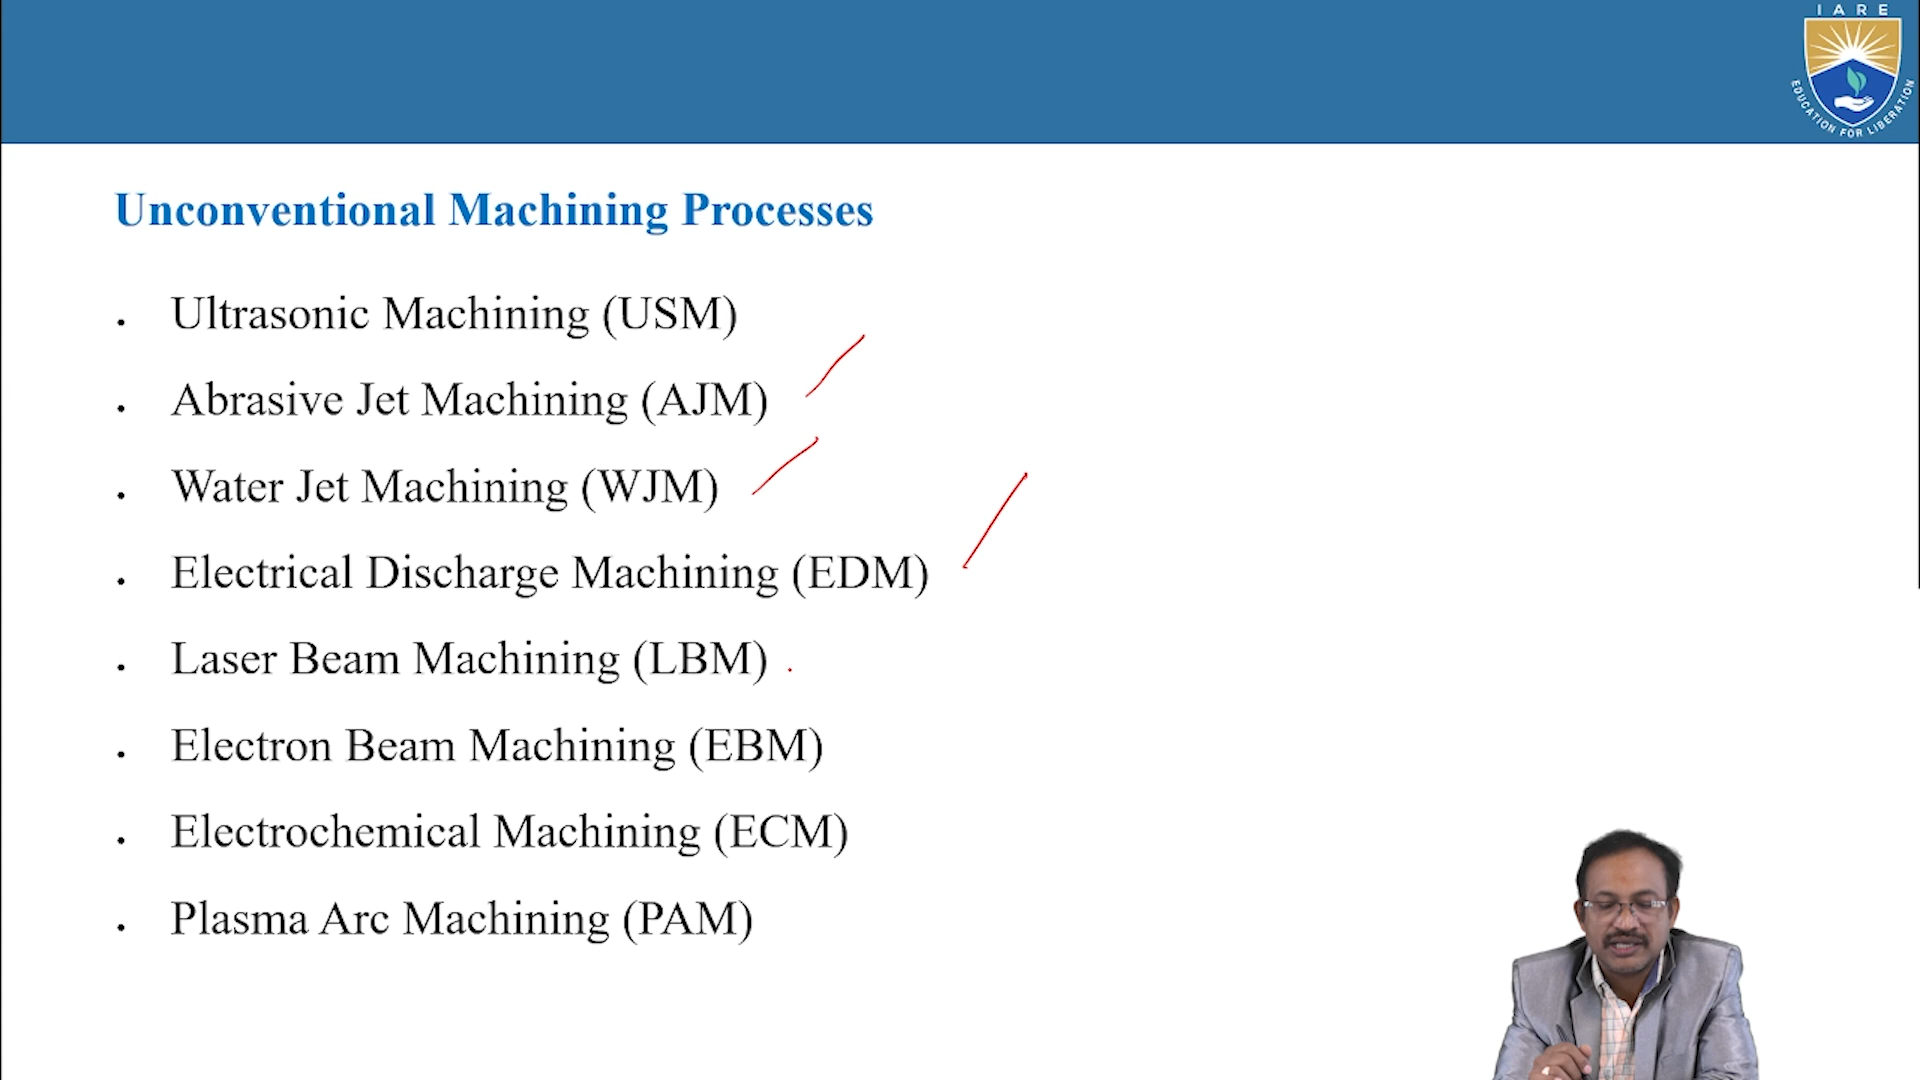 IARE
EDUCATION FOR LIBERATION
Unconventional Machining Processes
• Ultrasonic Machining (USM)
• Abrasive Jet Machining (AJM)
• Water Jet Machining (WJM)
• Electrical Discharge Machining (EDM)
• Laser Beam Machining (LBM)
• Electron Beam Machining (EBM)
• Electrochemical Machining (ECM)
• Plasma Arc Machining (PAM)